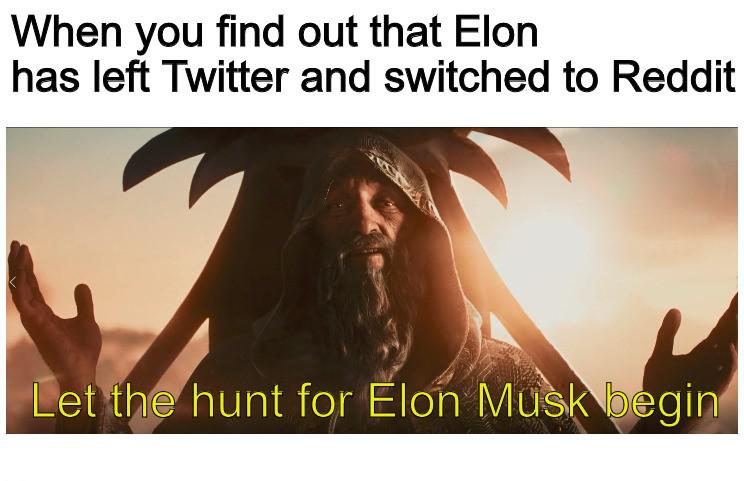 When you find out that Elon
has left Twitter and switched to Reddit
Let the hunt for Elon Musk begin